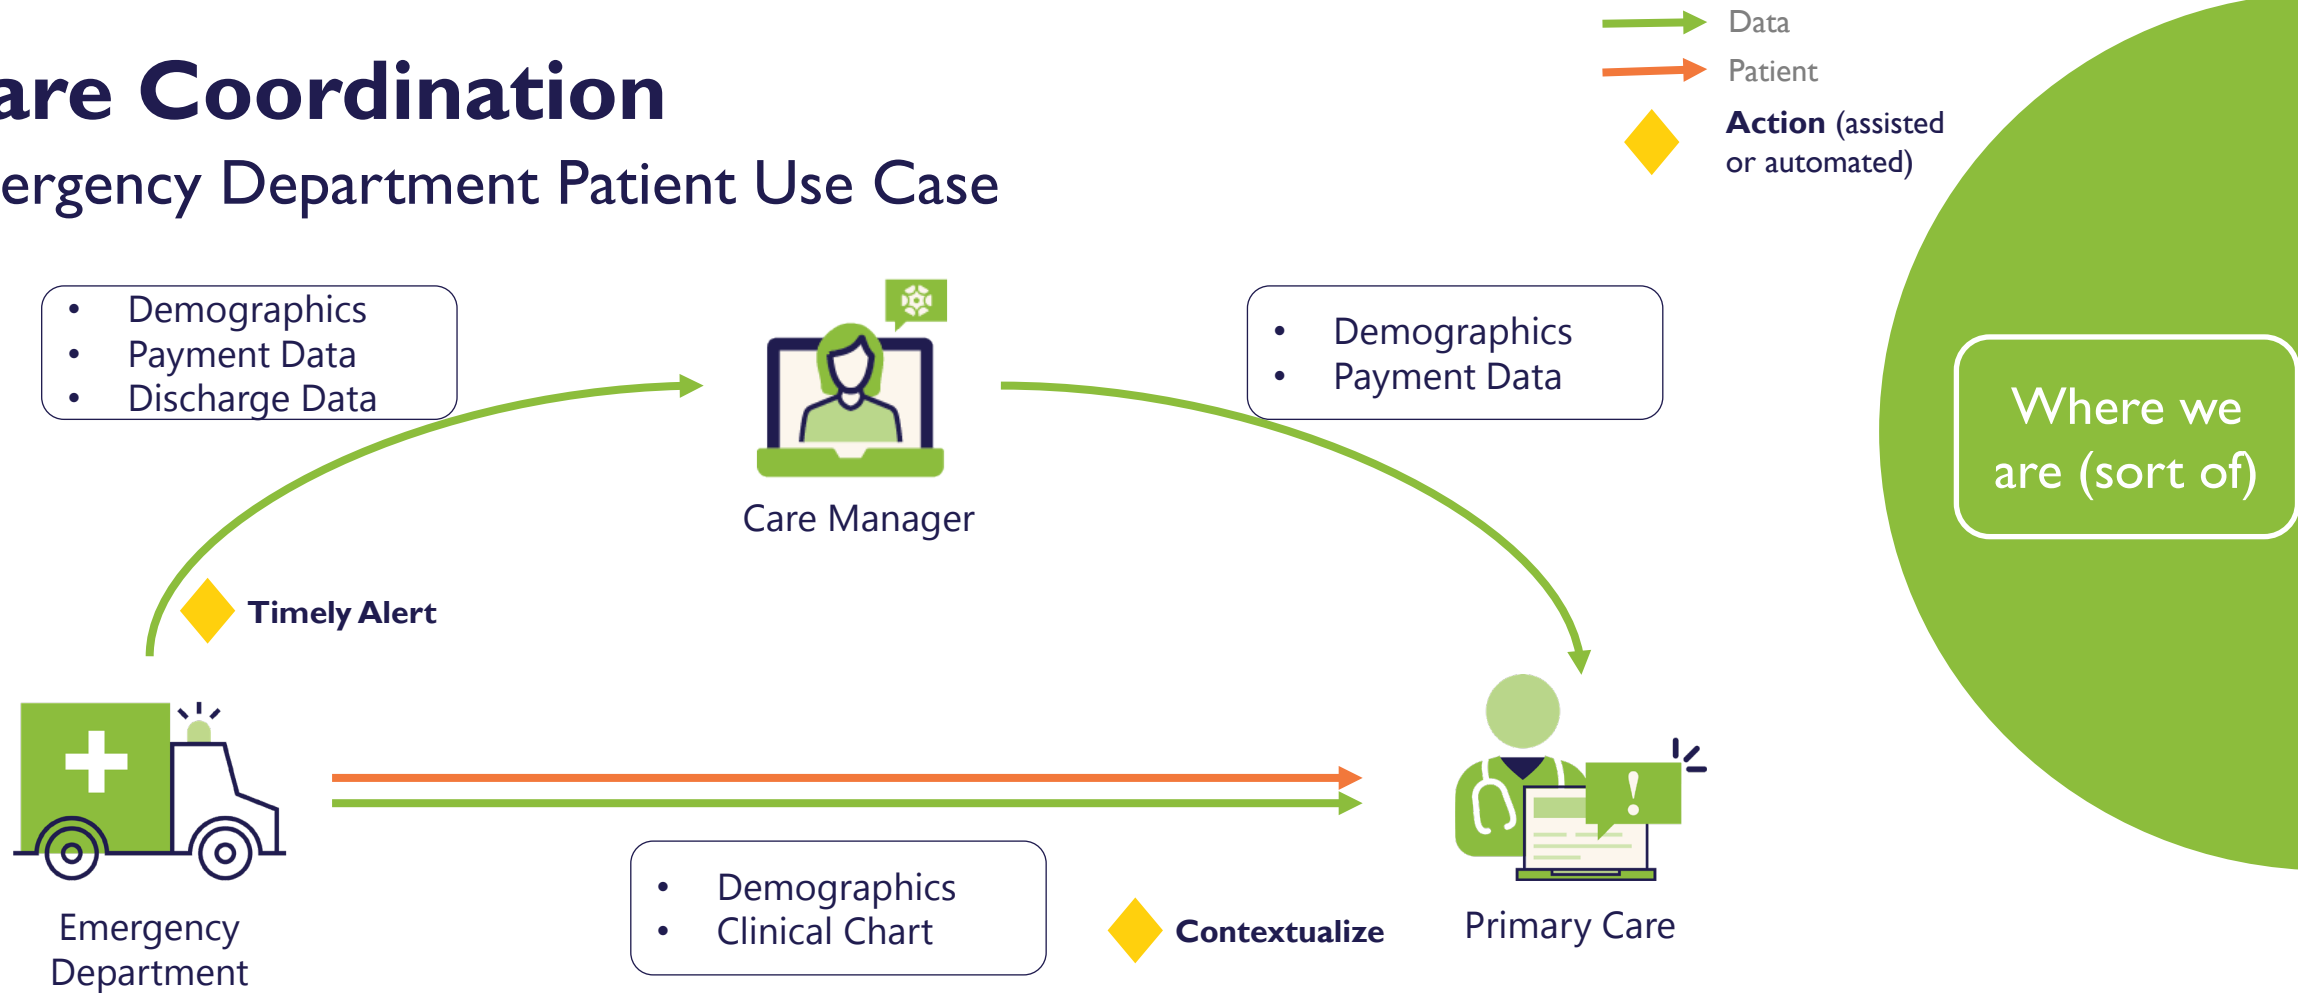 are Coordination
ergency Department Patient Use Case
Data
Patient
Action (assisted
or automated)
• Demographics
• Payment Data
• Discharge Data
• Demographics
• Payment Data
Where we
are (sort of)
Care Manager
Timely Alert
!
• Demographics
• Clinical Chart
Contextualize
Primary Care
Emergency
Department